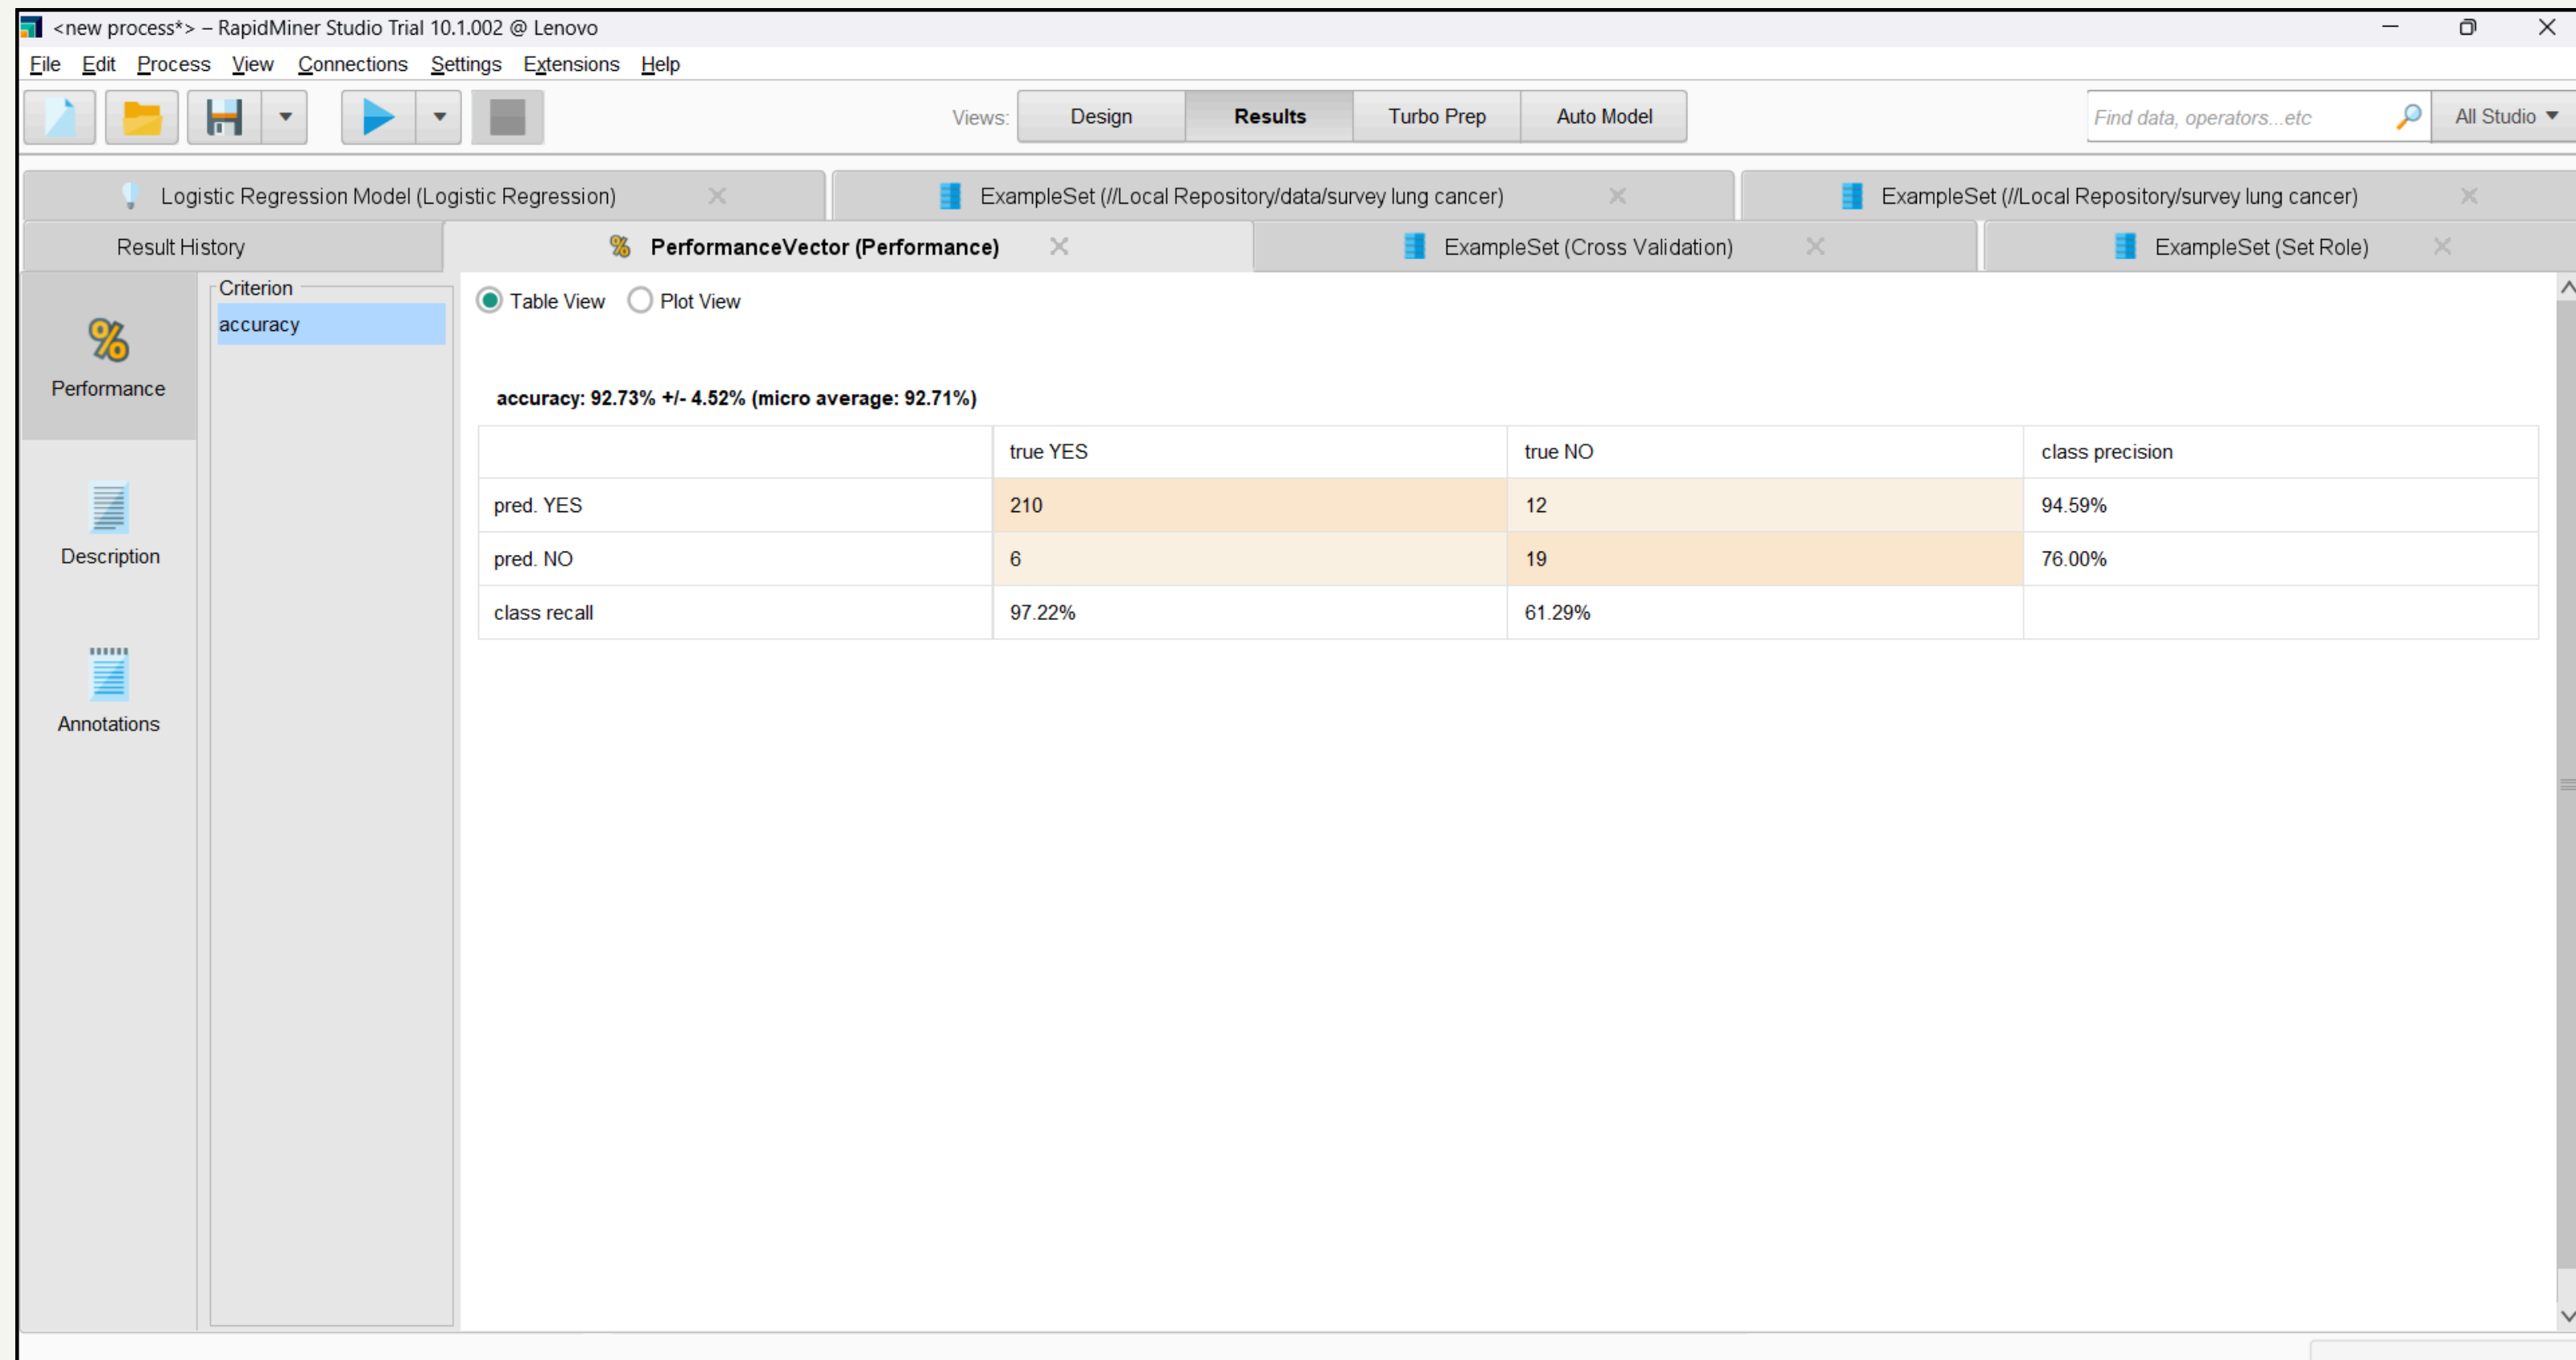 <new process*> – RapidMiner Studio Trial 10.1.002 @ Lenovo
File Edit Process View Connections Settings Extensions Help
Views: Design Results Turbo Prep Auto Model Find data, operators...etc All Studio
Logistic Regression Model (Logistic Regression) ExampleSet (//Local Repository/data/survey lung cancer) ExampleSet (//Local Repository/survey lung cancer)
Result History % PerformanceVector (Performance) ExampleSet (Cross Validation) ExampleSet (Set Role)
Criterion
accuracy
%
Performance
Description
Annotations
Table View Plot View
accuracy: 92.73% +/- 4.52% (micro average: 92.71%)
true YES true NO class precision
pred. YES 210 12 94.59%
pred. NO 6 19 76.00%
class recall 97.22% 61.29%